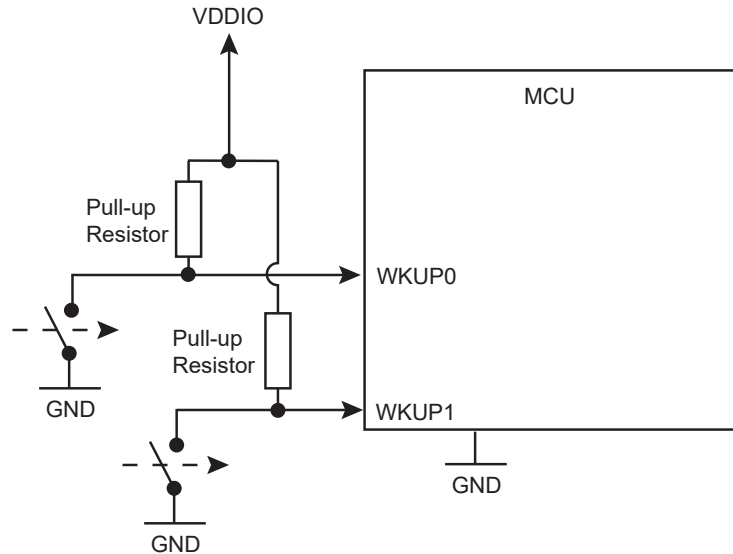 VDDIO
MCU
Pull-up
Resistor
WKUP0
Pull-up
Resistor
GND
WKUP1
GND
GND